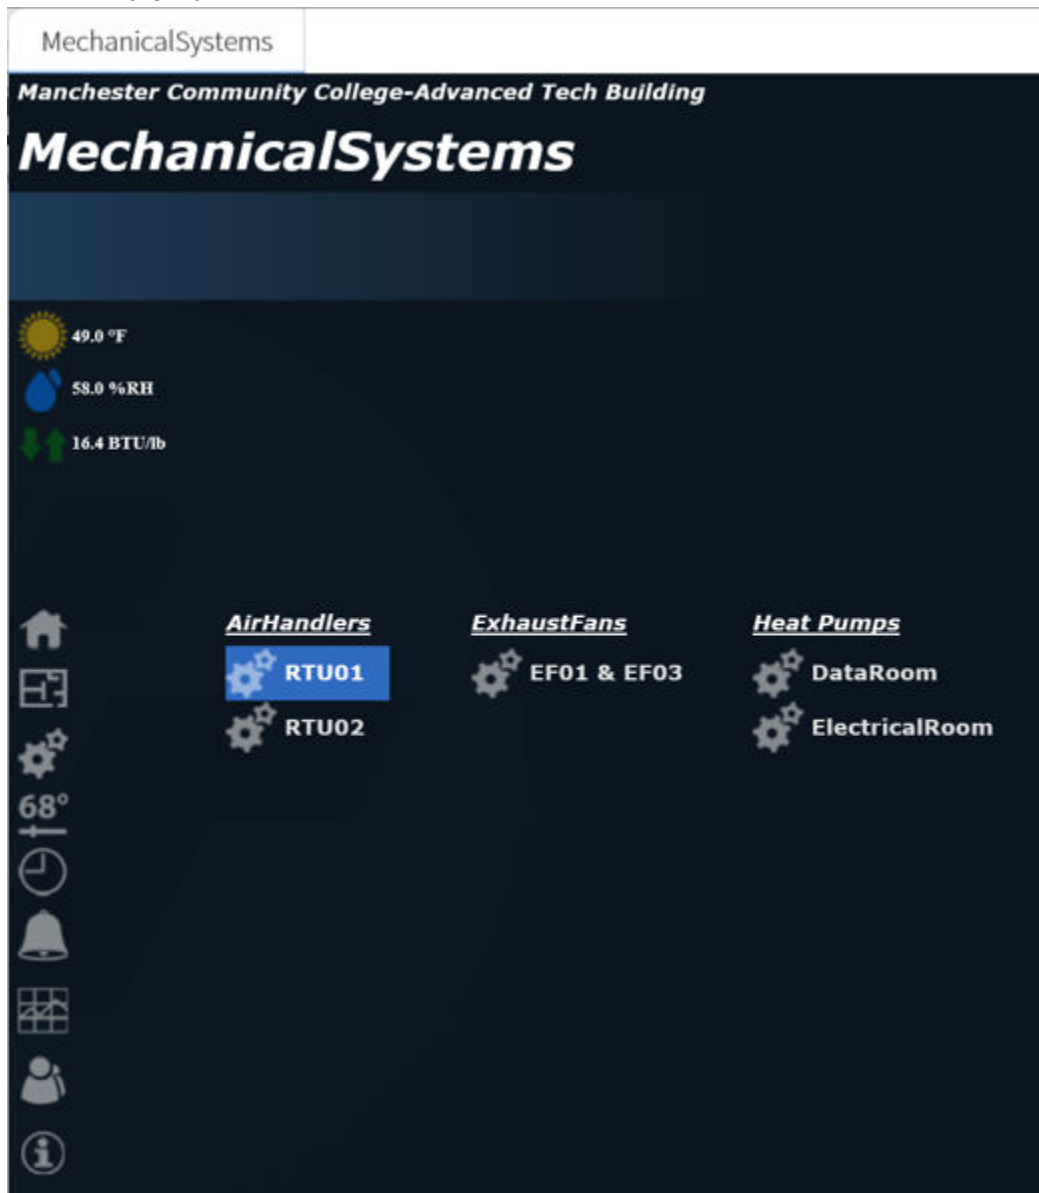 MechanicalSystems
Manchester Community College-Advanced Tech Building
MechanicalSystems
49.0 °F
58.0 %RH
16.4 BTU/lb
AirHandlers ExhaustFans Heat Pumps
RTU01 EF01 & EF03 DataRoom
RTU02 ElectricalRoom
68°